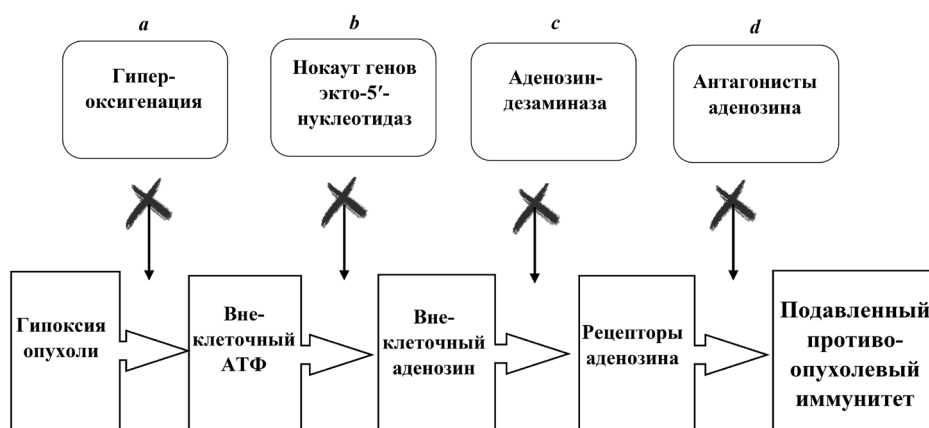 a
b
c
d
Гипер-
оксигенация
Нокаут генов
экто-5′-
нуклеотидаз
Аденозин-
дезаминаза
Антагонисты
аденозина
Гипоксия
опухоли
Вне-
клеточный
АТФ
Вне-
клеточный
аденозин
Рецепторы
аденозина
Подавленный
противо-
опухолевый
иммунитет